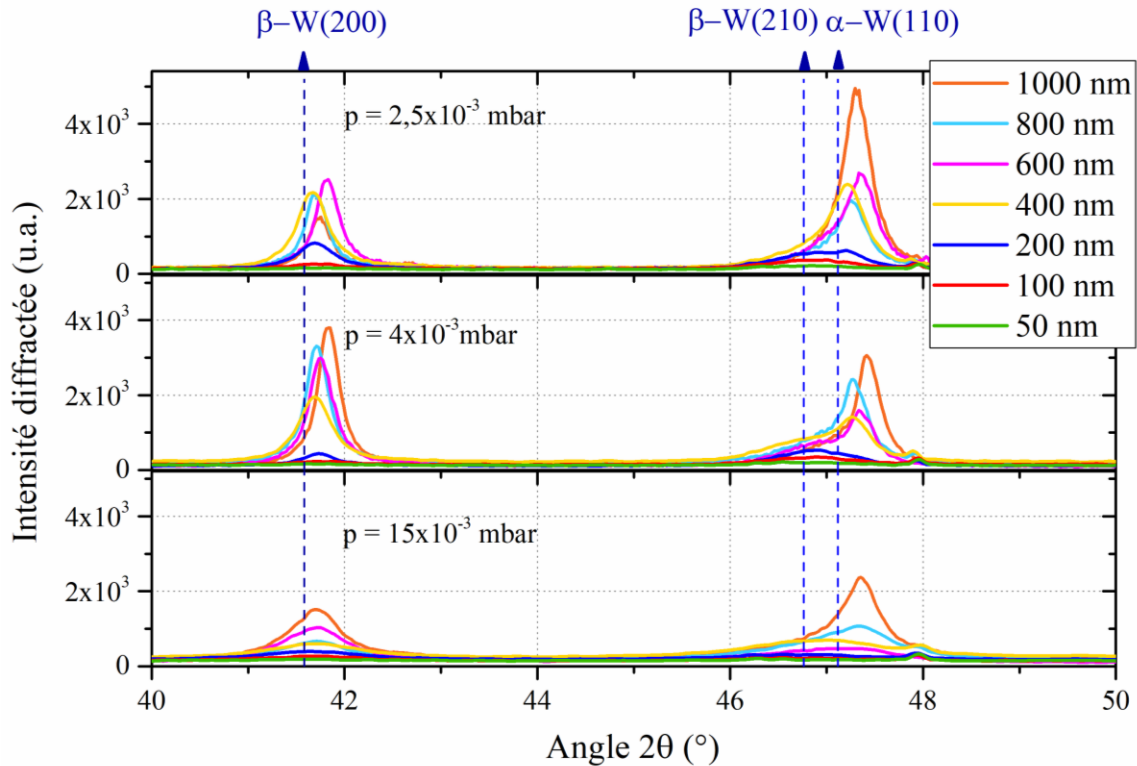 β–W(200)
β–W(210) α–W(110)
Intensité diffractée (u.a.)
p = 2,5x10⁻³ mbar
4x10³
2x10³
0
p = 4x10⁻³mbar
4x10³
2x10³
0
p = 15x10⁻³ mbar
4x10³
2x10³
0
1000 nm
800 nm
600 nm
400 nm
200 nm
100 nm
50 nm
40 42 44 46 48 50
Angle 2θ (°)